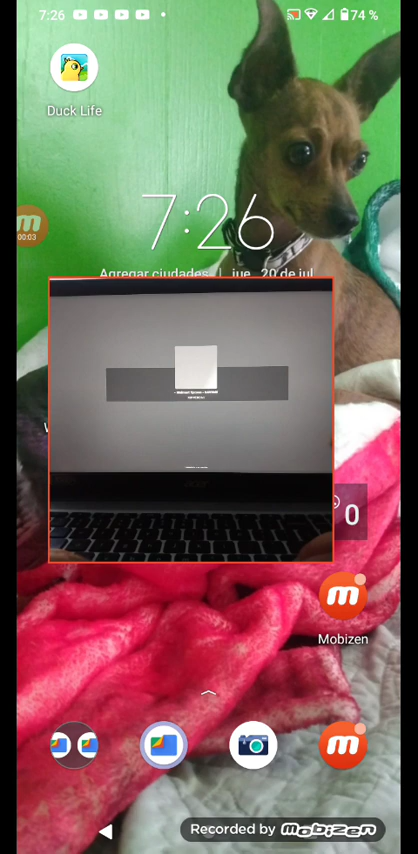 7:26
74 %
Duck Life
m
00:03
7:26
Agregar ciudades | jue., 20 de jul.
acer
0
m
Mobizen
m
Recorded by mobizen